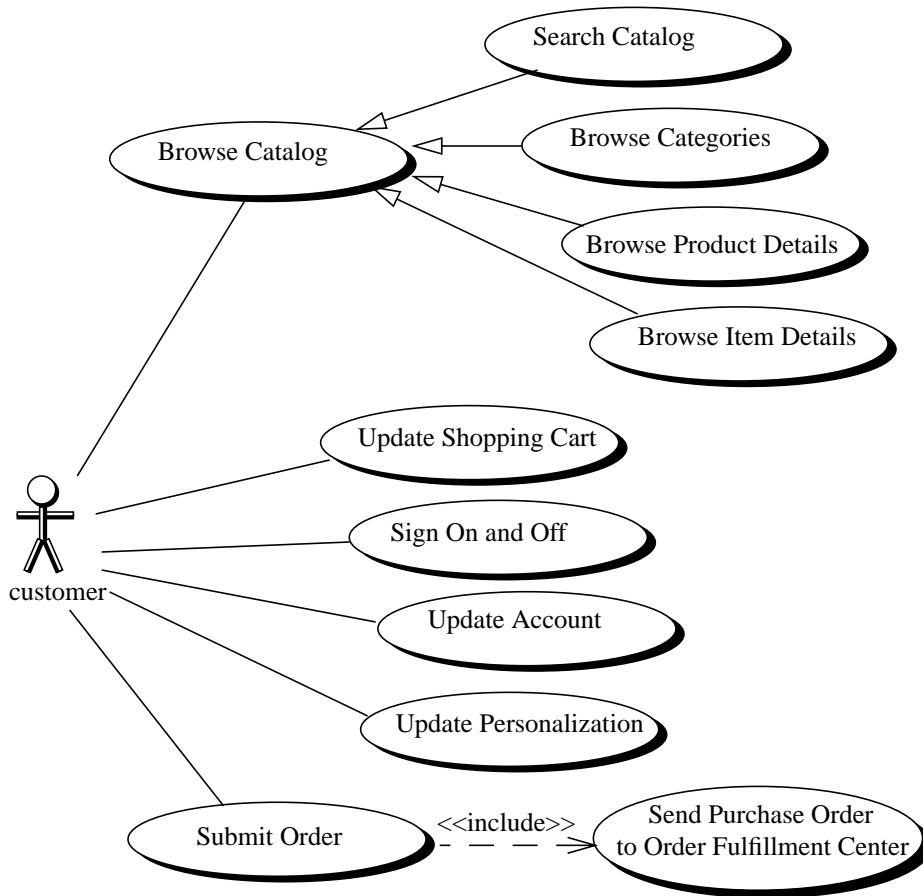 Search Catalog
Browse Catalog
Browse Categories
Browse Product Details
Browse Item Details
Update Shopping Cart
Sign On and Off
customer
Update Account
Update Personalization
Submit Order
<<include>>
Send Purchase Order
to Order Fulfillment Center